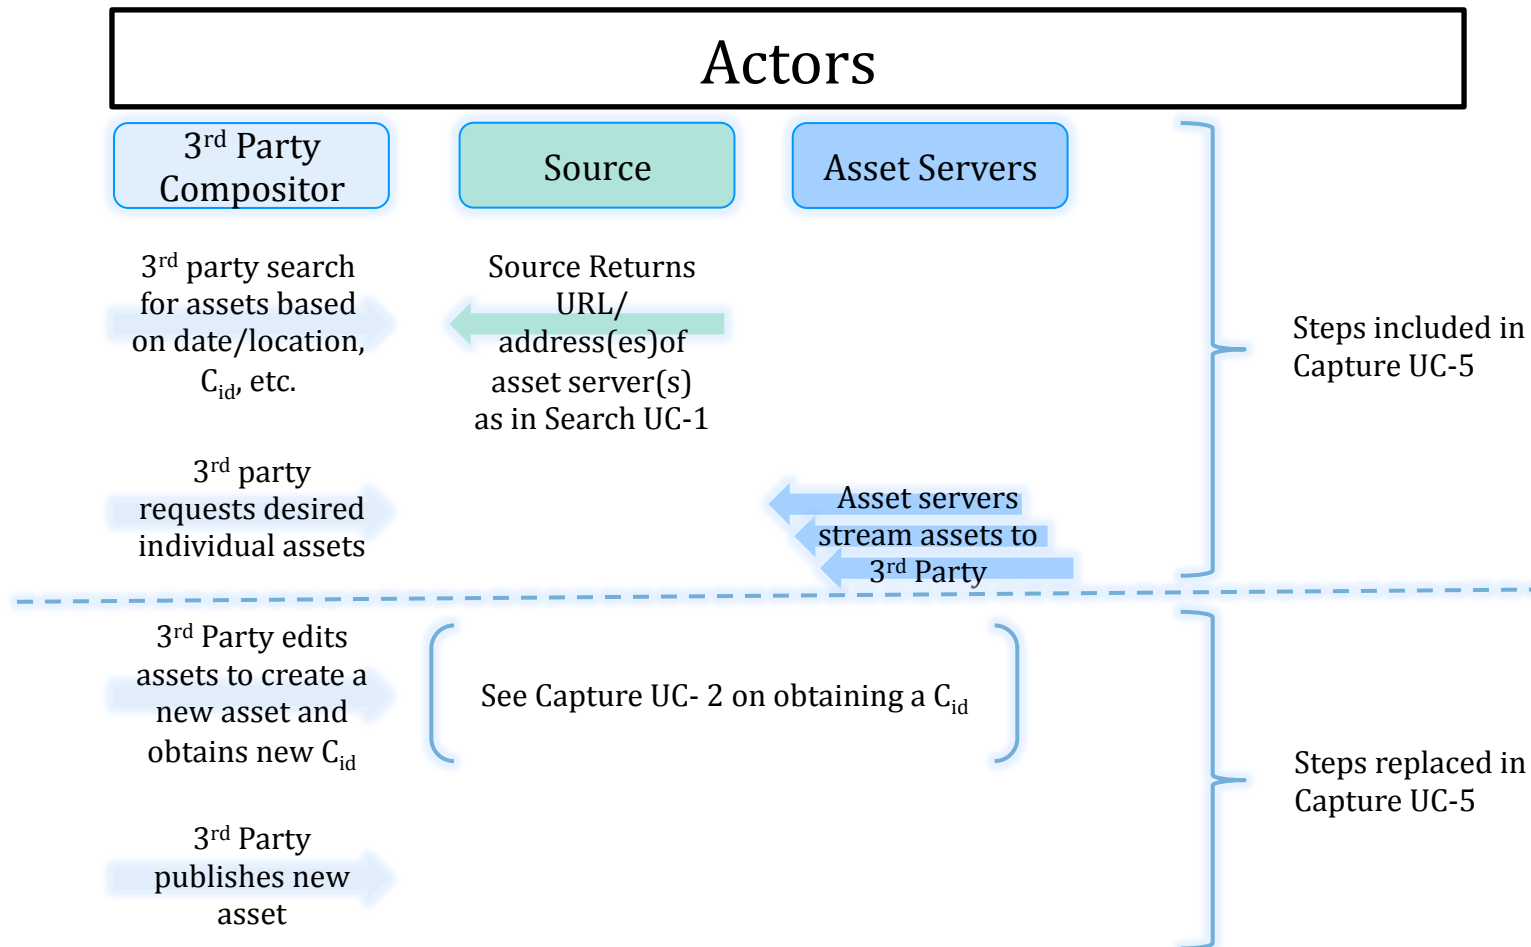 Actors
3rd Party
Compositor
Source
Asset Servers
3rd party search
for assets based
on date/location,
Cid, etc.
Source Returns
URL/
address(es)of
asset server(s)
as in Search UC-1
Steps included in
Capture UC-5
3rd party
requests desired
individual assets
Asset servers
stream assets to
3rd Party
3rd Party edits
assets to create a
new asset and
obtains new Cid
See Capture UC- 2 on obtaining a Cid
Steps replaced in
Capture UC-5
3rd Party
publishes new
asset